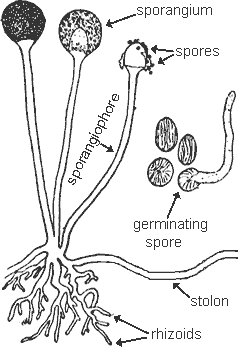 sporangium
spores
sporangiophore
germinating
spore
stolon
rhizoids